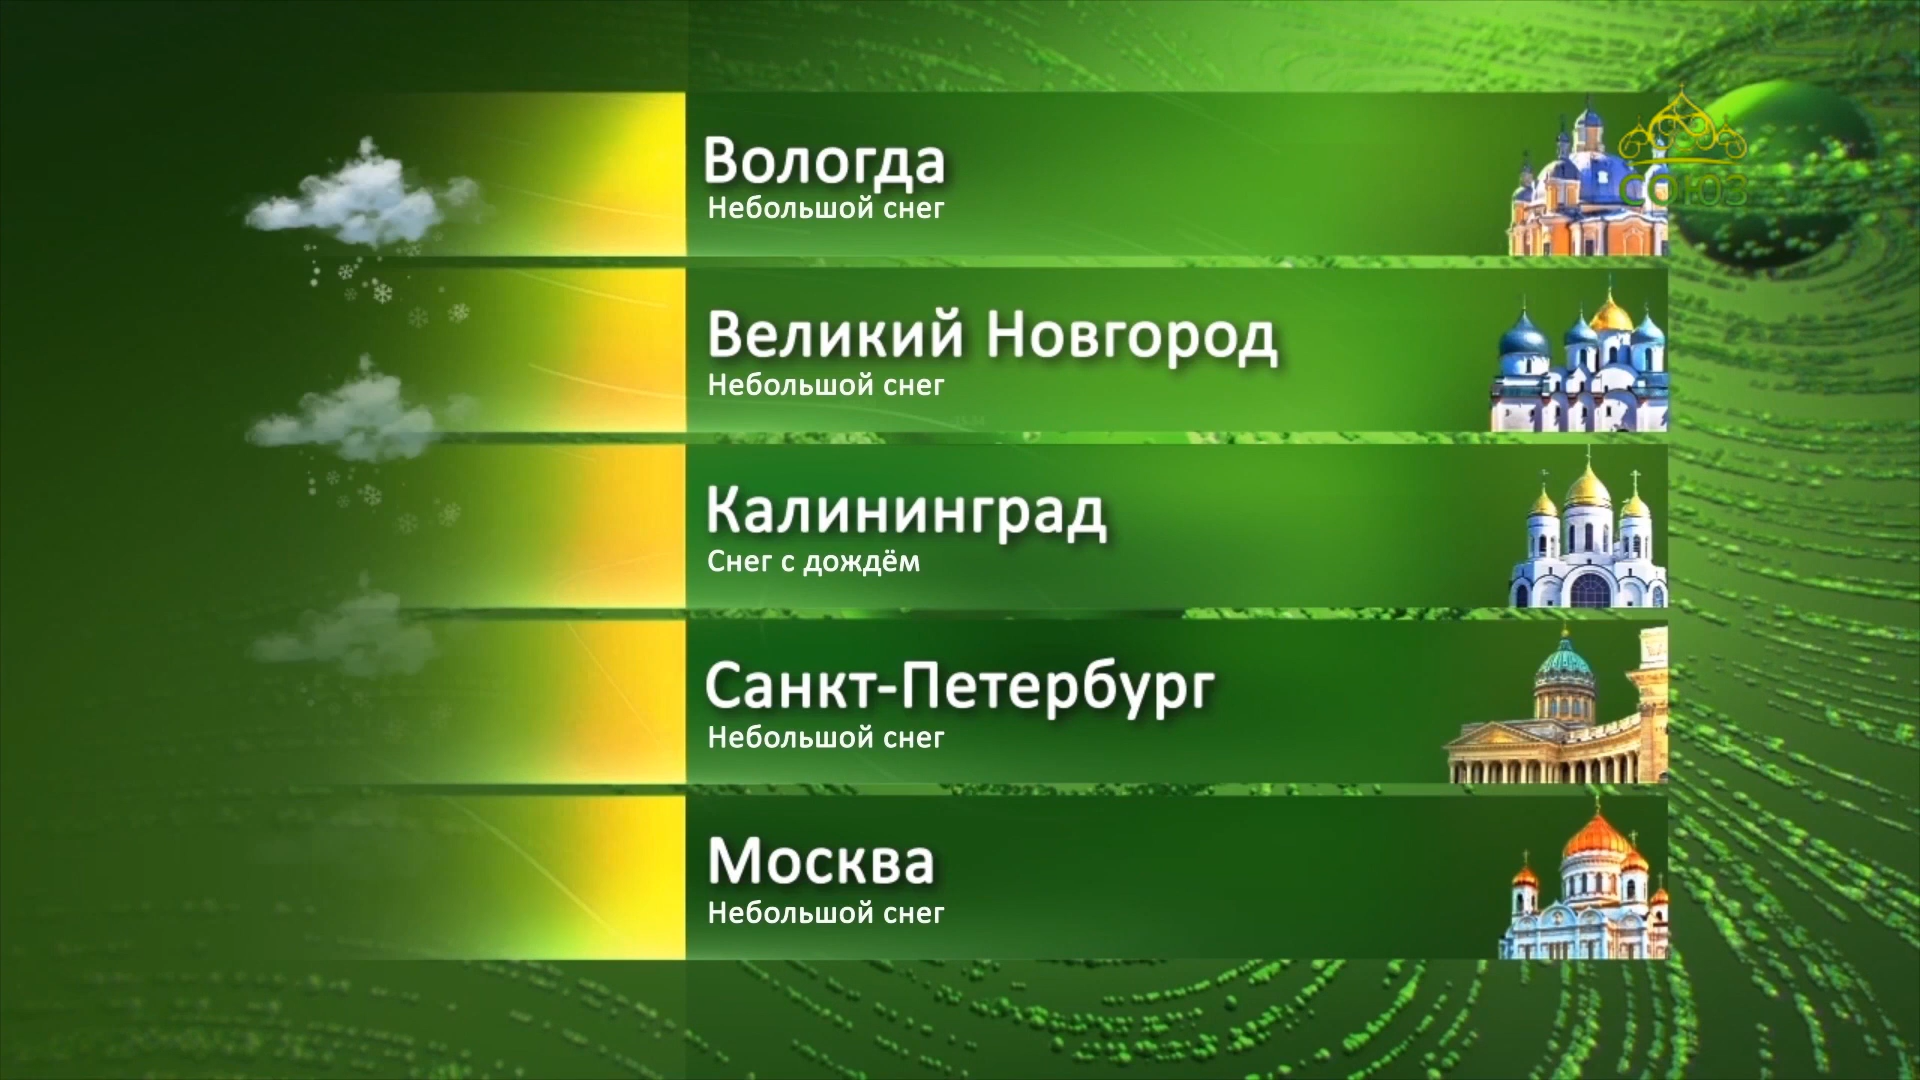 Вологда
Небольшой снег
СОЮЗ
Великий Новгород
Небольшой снег
Калининград
Снег с дождём
Санкт-Петербург
Небольшой снег
Москва
Небольшой снег